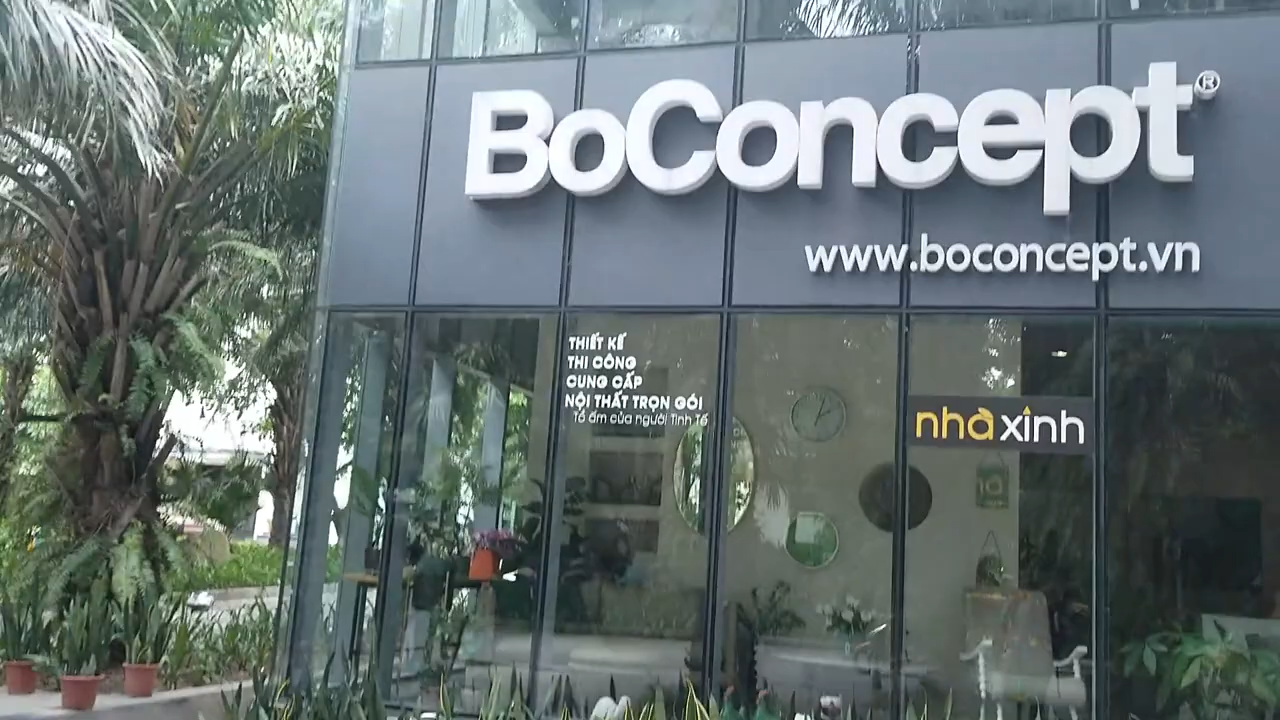 BoConcept®
www.boconcept.vn
THIẾT KẾ
THI CÔNG
CUNG CẤP
NỘI THẤT TRỌN GÓI
Tổ ấm của người Tinh Tế
nhà xinh